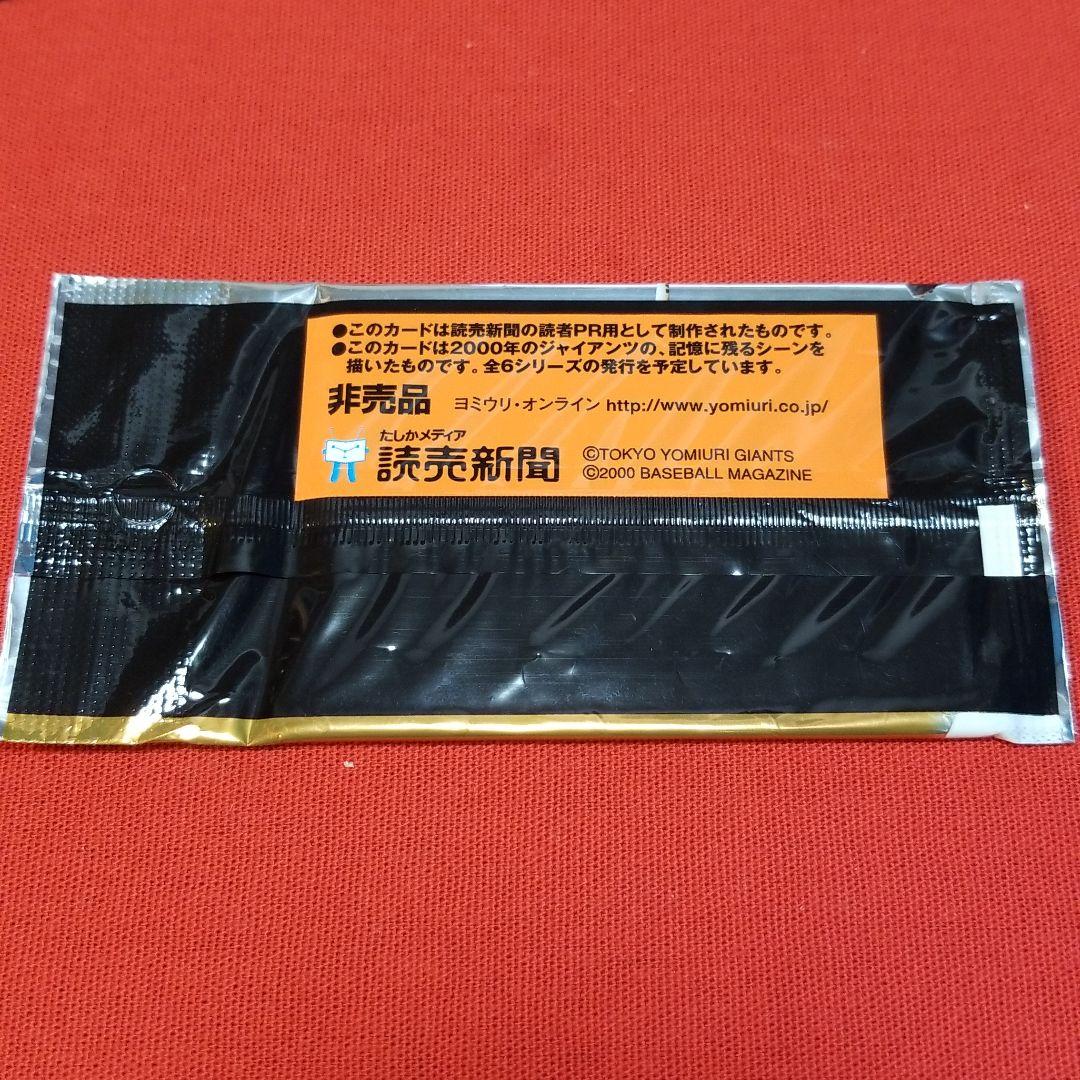 ●このカードは読売新聞の読者PR用として制作されたものです。
●このカードは2000年のジャイアンツの、記憶に残るシーンを
描いたものです。全6シリーズの発行を予定しています。
非売品 ヨミウリ・オンライン http://www.yomiuri.co.jp/
たしかメディア
読売新聞
©TOKYO YOMIURI GIANTS
©2000 BASEBALL MAGAZINE